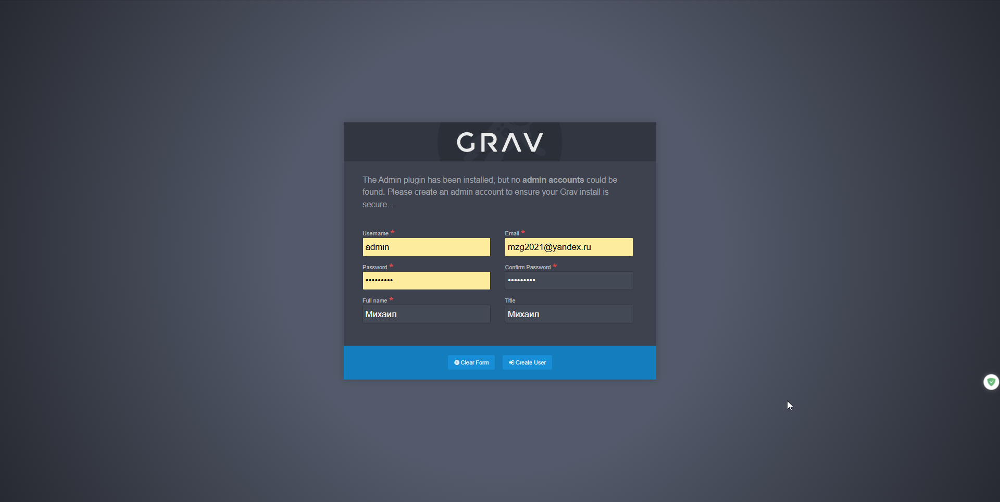 GRAV
The Admin plugin has been installed, but no admin accounts could be
found. Please create an admin account to ensure your Grav install is
secure...
Username * Email *
admin mzg2021@yandex.ru
Password * Confirm Password *
••••••••• •••••••••
Full name * Title
Михаил Михаил
Clear Form Create User